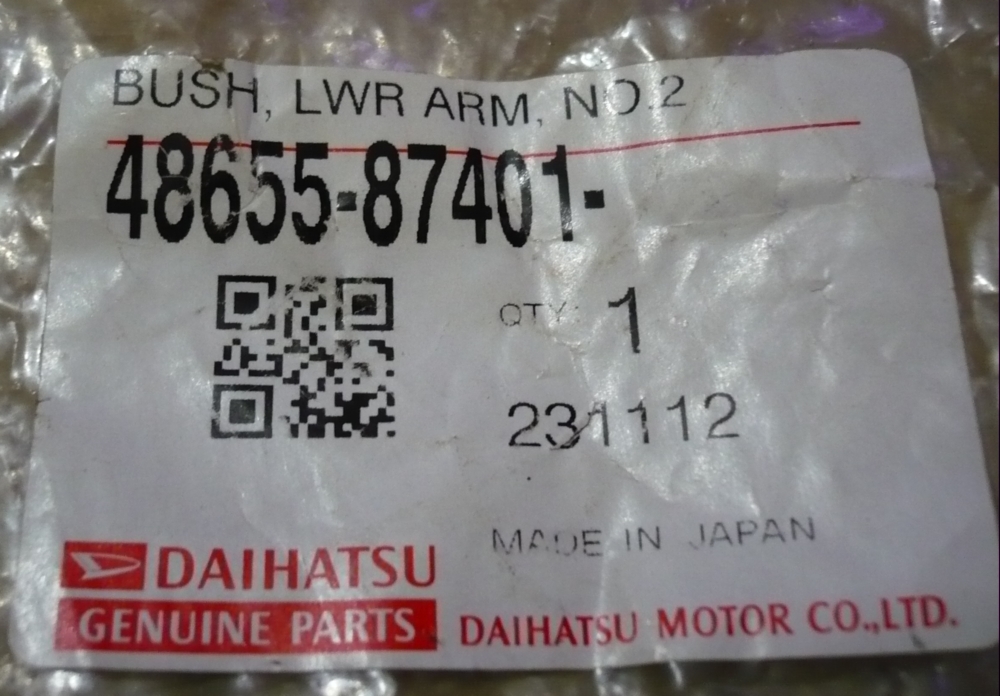 BUSH, LWR ARM, NO.2
48655-87401-
QTY: 1
231112
MADE IN JAPAN
DAIHATSU
GENUINE PARTS
DAIHATSU MOTOR CO.,LTD.